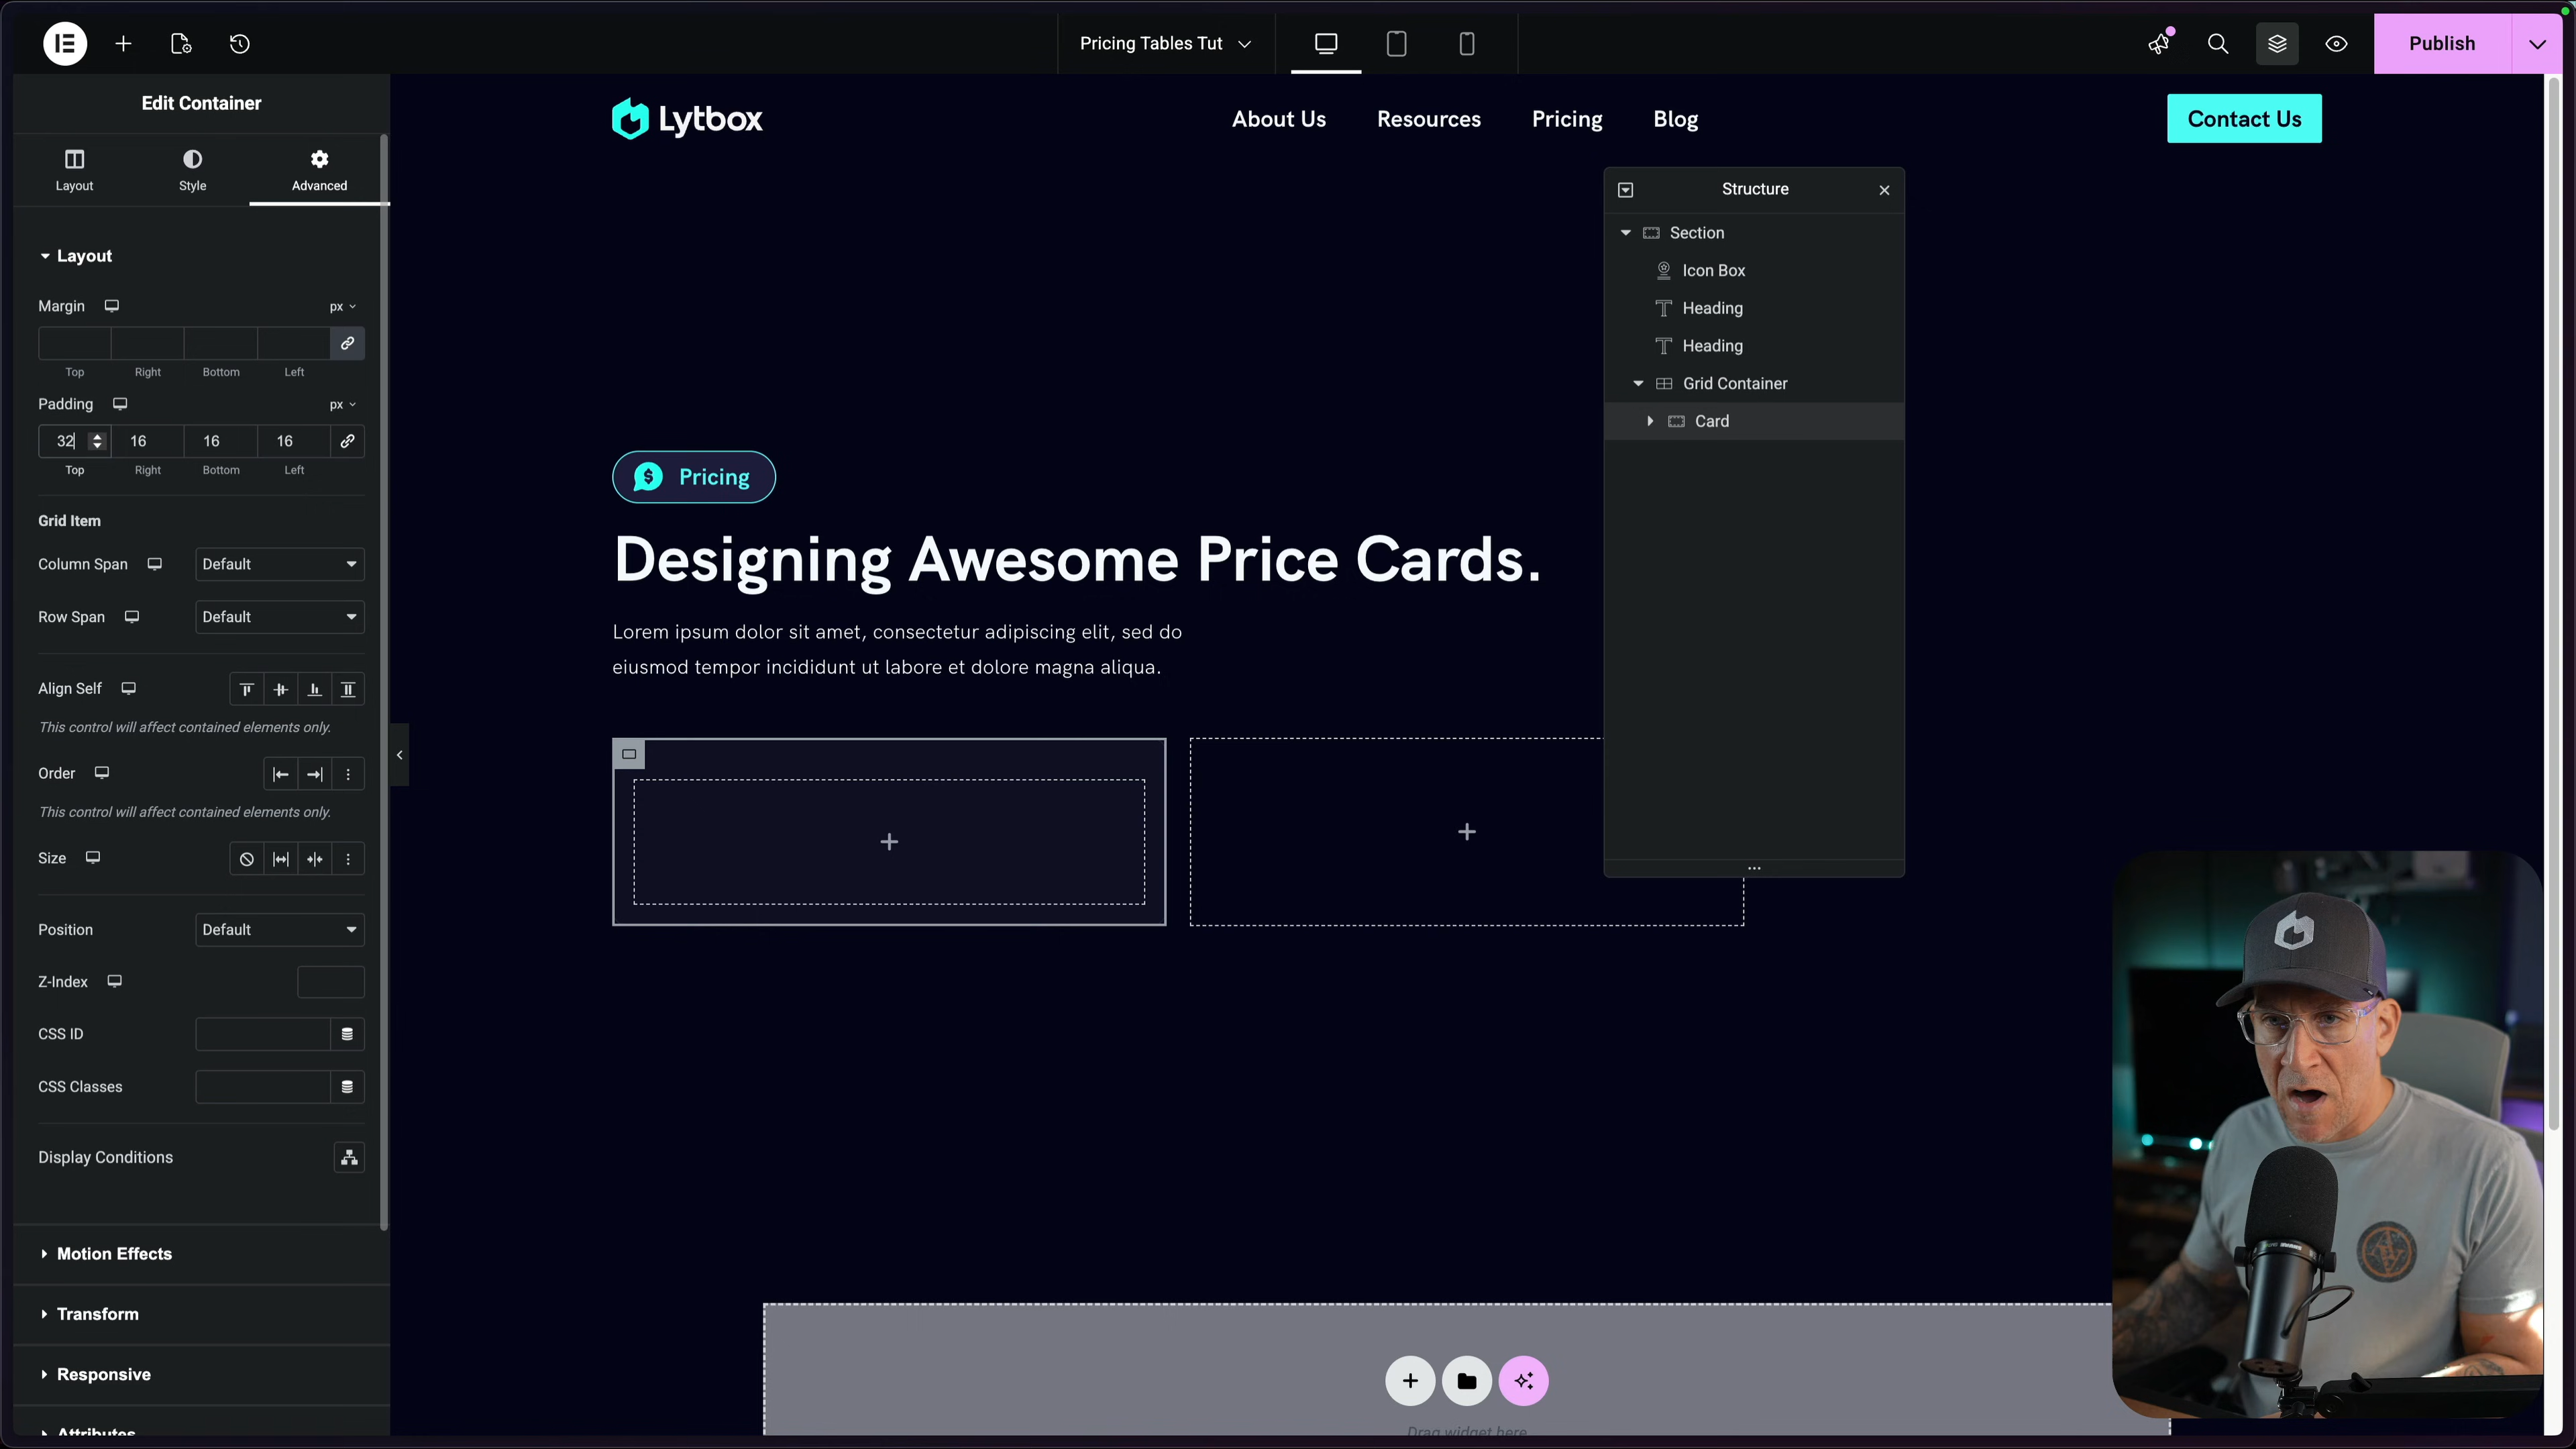 Pricing Tables Tut
Publish
Edit Container
Layout
Style
Advanced
Layout
Margin
px
Top
Right
Bottom
Left
Padding
px
32
16
16
16
Top
Right
Bottom
Left
Grid Item
Column Span
Default
Row Span
Default
Align Self
This control will affect contained elements only.
Order
This control will affect contained elements only.
Size
Position
Default
Z-Index
CSS ID
CSS Classes
Display Conditions
Motion Effects
Transform
Responsive
Attributes
Lytbox
About Us
Resources
Pricing
Blog
Contact Us
Structure
Section
Icon Box
Heading
Heading
Grid Container
Card
Pricing
Designing Awesome Price Cards.
Lorem ipsum dolor sit amet, consectetur adipiscing elit, sed do
eiusmod tempor incididunt ut labore et dolore magna aliqua.
Drag widget here